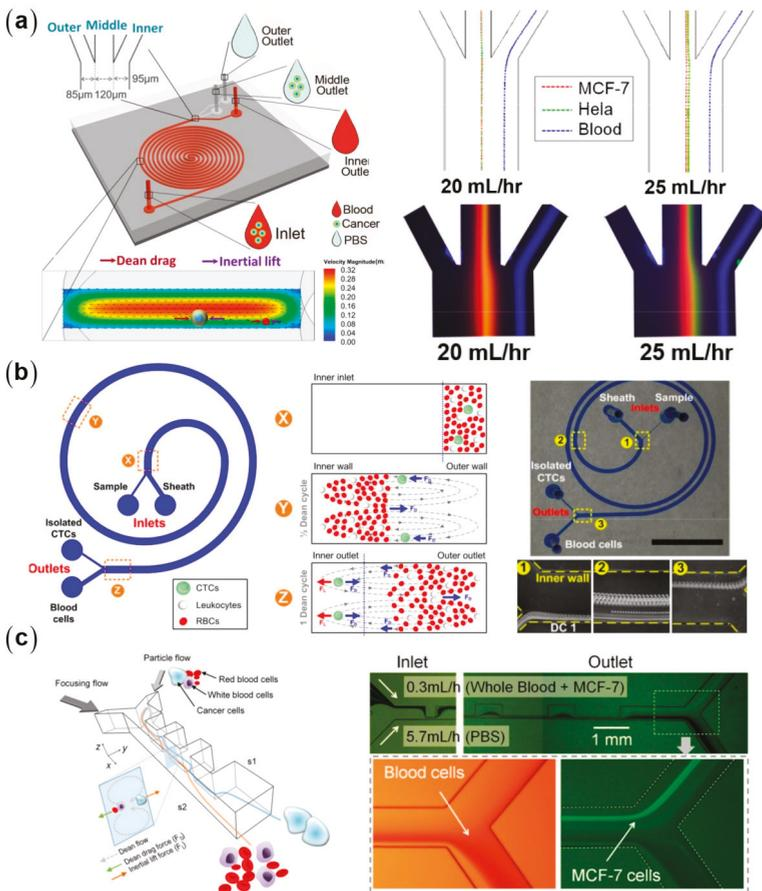 (a)
Outer Middle Inner
95µm
85µm 120µm
Outer
Outlet
Middle
Outlet
Inne
Outle
Inlet
Blood
Cancer
PBS
Dean drag
Inertial lift
Velocity Magnitude(m
0.32
0.28
0.24
0.20
0.16
0.12
0.08
0.04
0.00
MCF-7
Hela
Blood
20 mL/hr
25 mL/hr
20 mL/hr
25 mL/hr
(b)
Y
X
Sample
Sheath
Inlets
Isolated
CTCs
Outlets
Blood
cells
Z
CTCs
Leukocytes
RBCs
Inner inlet
X
Inner wall
Outer wall
Y
½ Dean cycle
Inner outlet
Outer outlet
Z
1 Dean cycle
Sheath
Sample
Inlets
2
1
Isolated
CTCs
Outlets
3
Blood cells
1
Inner wall
2
3
DC 1
(c)
Particle flow
Focusing flow
Red blood cells
White blood cells
Cancer cells
z
y
x
s1
s2
Dean flow
Dean drag force (FD)
Inertial lift force (FL)
Inlet
Outlet
0.3mL/h (Whole Blood + MCF-7)
5.7mL/h (PBS)
1 mm
Blood cells
MCF-7 cells